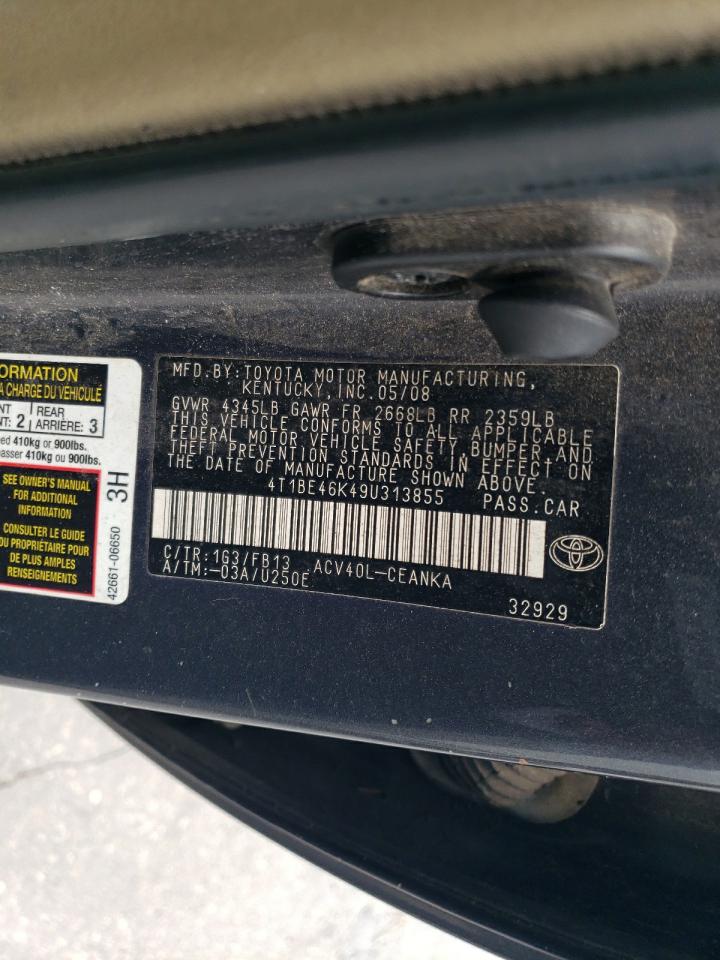 ORMATION
A CHARGE DU VÉHICULE
NT
: 2
REAR
ARRIÈRE: 3
ed 410kg or 900lbs.
passer 410 kg ou 900lbs.
SEE OWNER'S MANUAL
FOR ADDITIONAL
INFORMATION
CONSULTER LE GUIDE
DU PROPRIÉTAIRE POUR
DE PLUS AMPLES
RENSEIGNEMENTS
3H
42661-06650
MFD.BY:TOYOTA MOTOR MANUFACTURING,
KENTUCKY,INC.05/08
GVWR 4345LB GAWR FR 2668LB RR 2359LB
THIS VEHICLE CONFORMS TO ALL APPLICABLE
FEDERAL MOTOR VEHICLE SAFETY, BUMPER AND
THEFT PREVENTION STANDARDS IN EFFECT ON
THE DATE OF MANUFACTURE SHOWN ABOVE.
4T1BE46K49U313855 PASS.CAR
C/TR:1G3/FB13 ACV40L-CEANKA
A/TM:-03A/U250E
32929